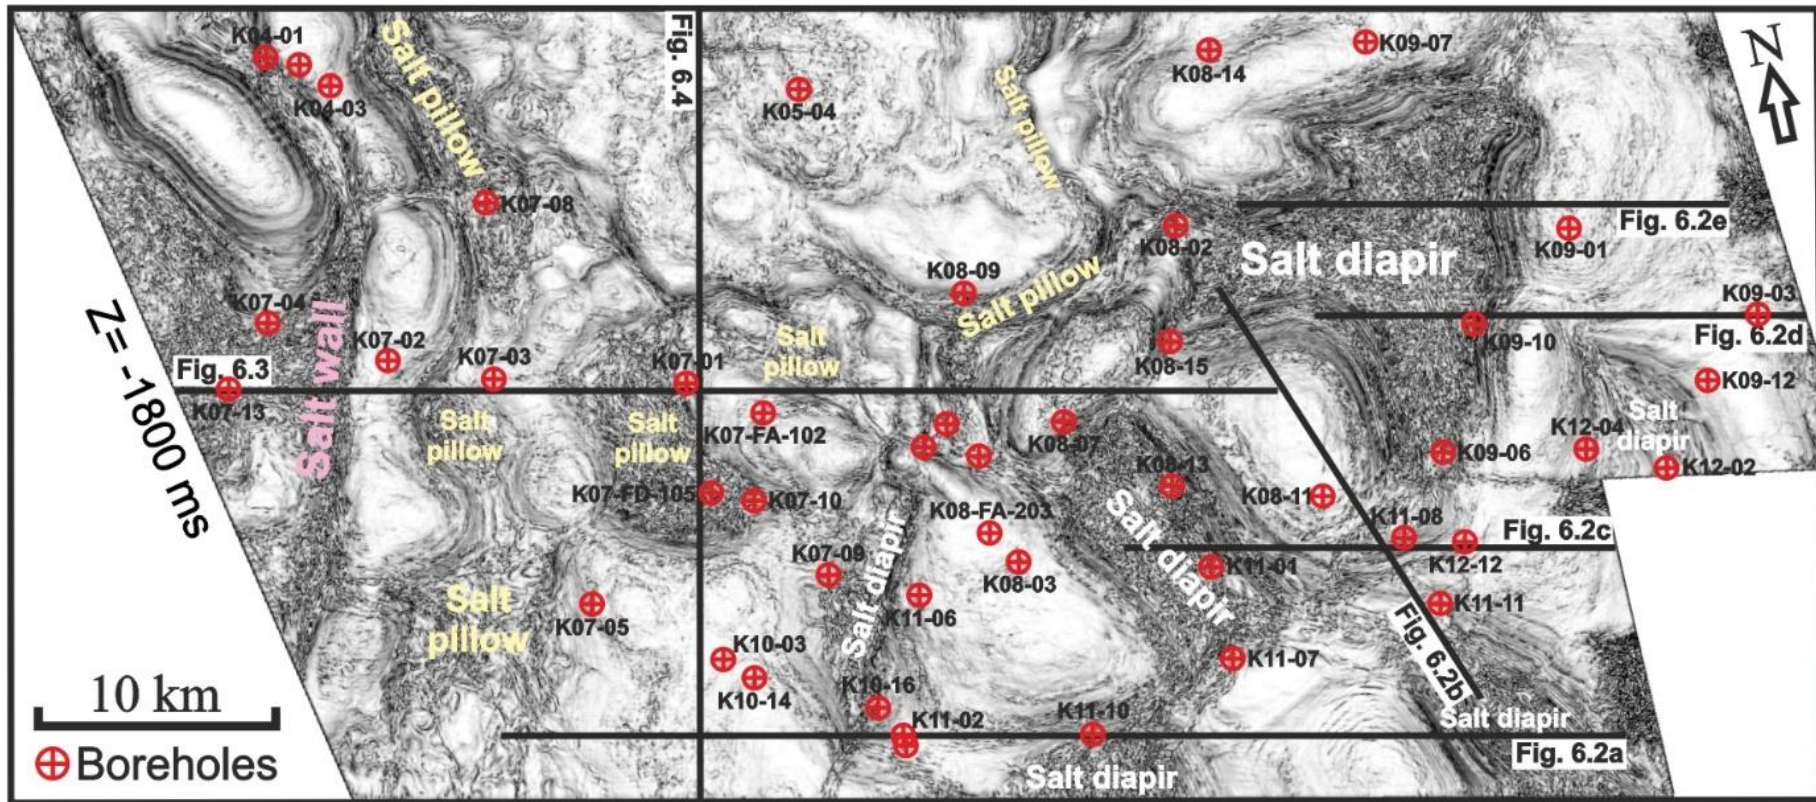 K04-01
K04-03
Salt pillow
Fig. 6.4
K05-04
Salt pillow
K08-14
K09-07
N
K07-08
K08-02
Fig. 6.2e
K09-01
Salt diapir
K08-09
Salt pillow
K07-04
Salt wall
K09-03
Fig. 6.2d
K09-10
Z= -1800 ms
K07-02
K07-03
K07-01
Salt
pillow
K08-15
Fig. 6.3
K07-13
K09-12
Salt
pillow
Salt
pillow
K07-FA-102
K08-07
Salt
diapir
K12-04
K09-06
K12-02
K07-FD-105
K07-10
K08-13
K08-11
K08-FA-203
Salt diapir
Salt diapir
K11-08
Fig. 6.2c
K12-12
K07-09
K08-03
K11-01
K11-06
K11-11
Salt
pillow
K07-05
Fig. 6.2b
K10-03
K10-14
K11-07
10 km
K10-16
K11-02
K11-10
Salt diapir
Fig. 6.2a
Boreholes
Salt diapir